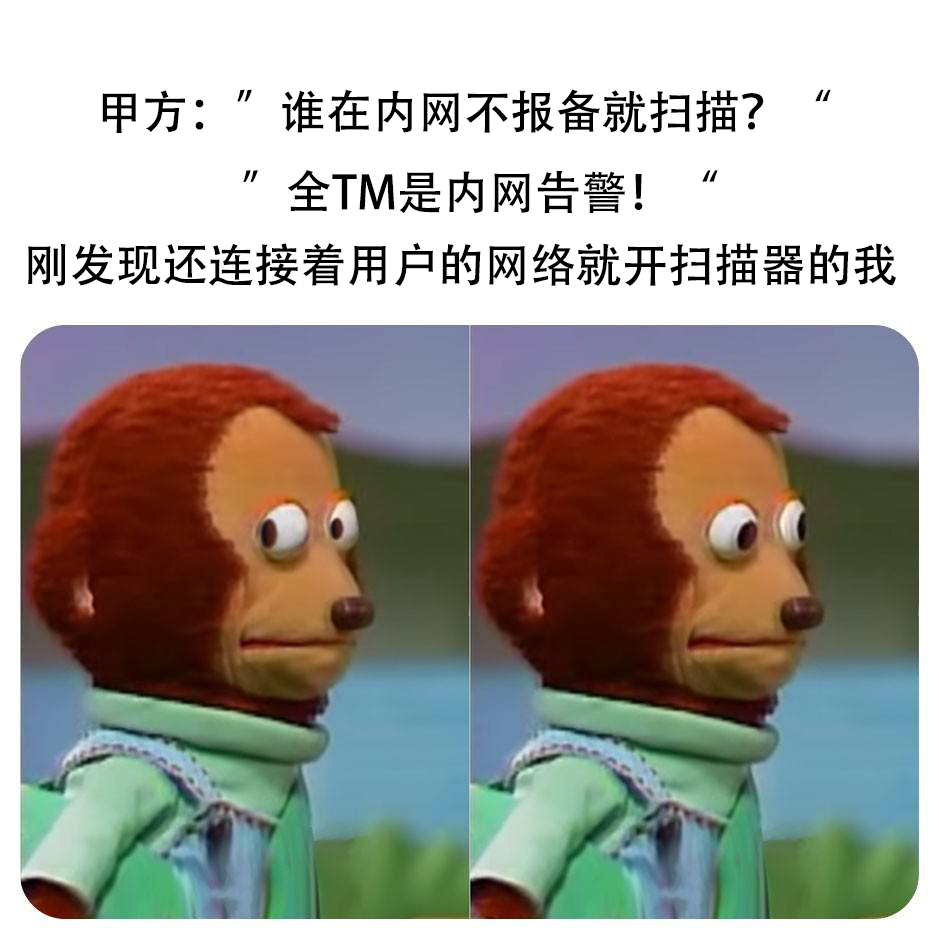 甲方：”谁在内网不报备就扫描？“
”全TM是内网告警！“
刚发现还连接着用户的网络就开扫描器的我